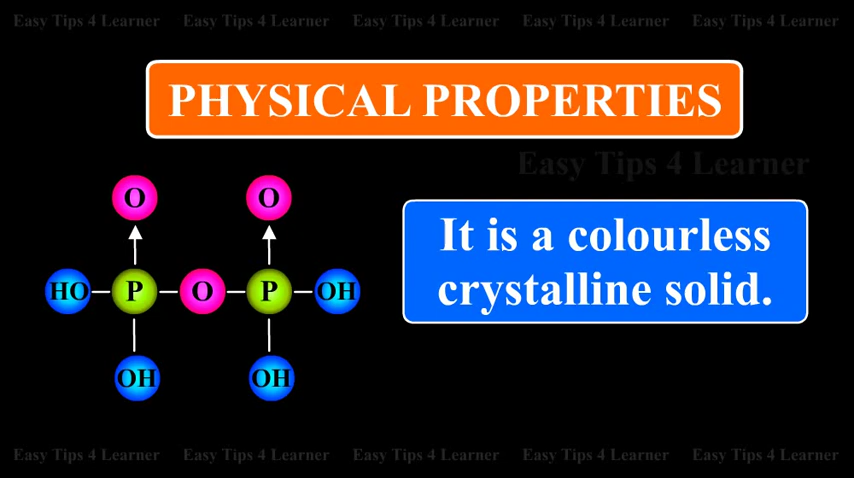 Easy Tips 4 Learner Easy Tips 4 Learner Easy Tips 4 Learner Easy Tips 4 Learner Easy Tips 4 Learner
PHYSICAL PROPERTIES
Easy Tips 4 Learner
O O
It is a colourless
crystalline solid.
HO P O P OH
OH OH
Easy Tips 4 Learner Easy Tips 4 Learner Easy Tips 4 Learner Easy Tips 4 Learner Easy Tips 4 Learner